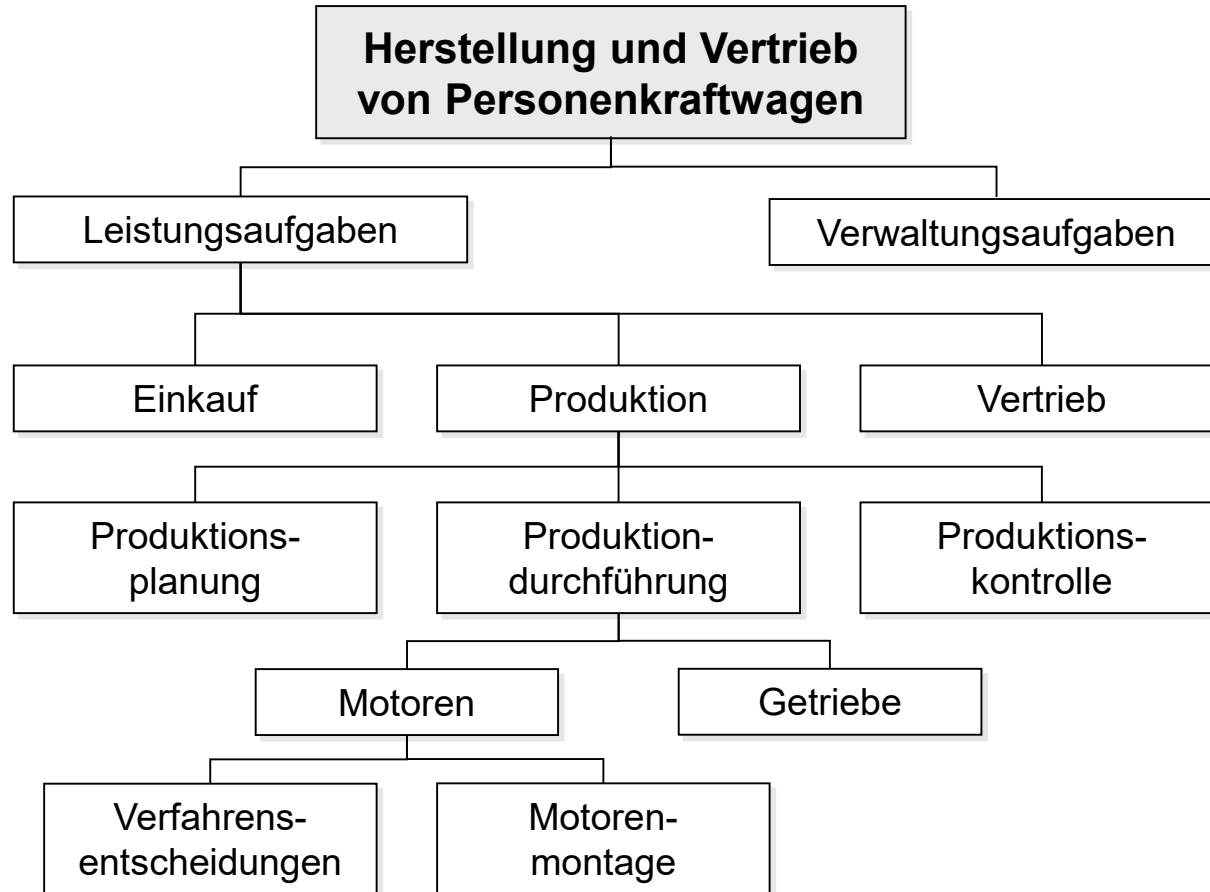 Herstellung und Vertrieb
von Personenkraftwagen
Leistungsaufgaben
Verwaltungsaufgaben
Einkauf
Produktion
Vertrieb
Produktions-
planung
Produktion-
durchführung
Produktions-
kontrolle
Motoren
Getriebe
Verfahrens-
entscheidungen
Motoren-
montage